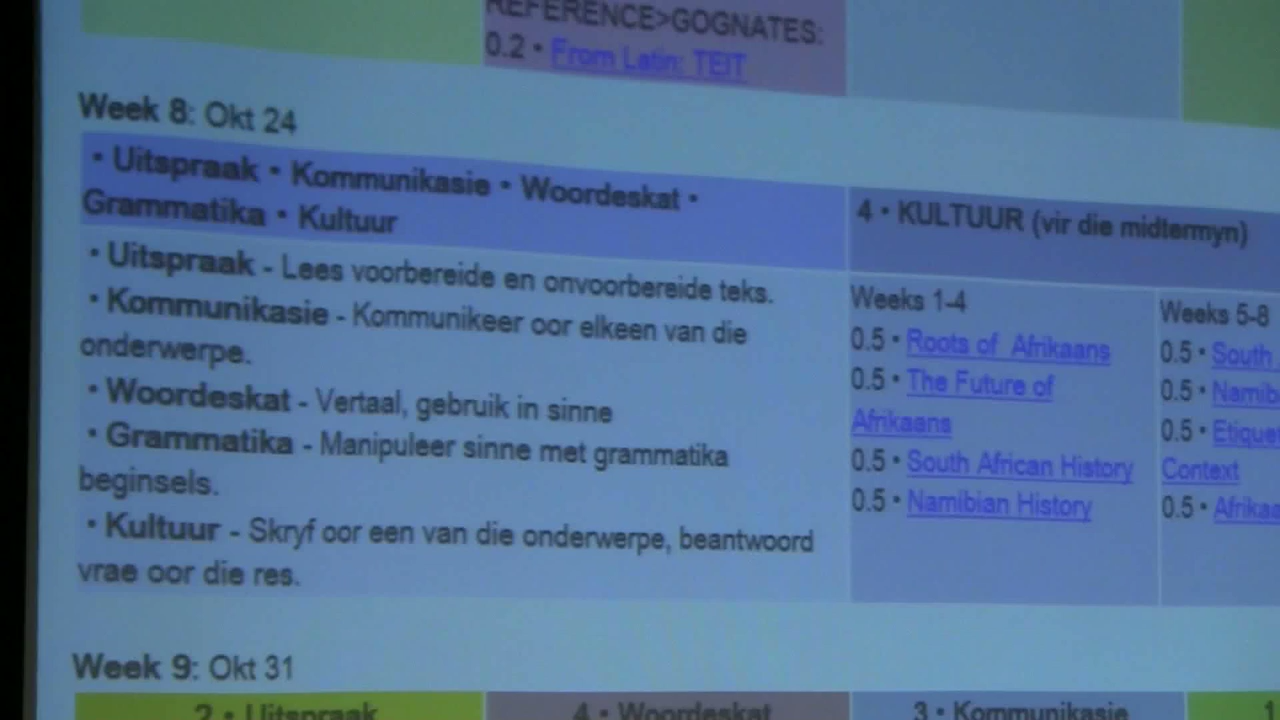 REFERENCE>GOGNATES:
0.2 • From Latin: TEIT
Week 8: Okt 24
• Uitspraak • Kommunikasie • Woordeskat •
Grammatika • Kultuur
4 • KULTUUR (vir die midtermyn)
• Uitspraak - Lees voorbereide en onvoorbereide teks.
• Kommunikasie - Kommunikeer oor elkeen van die
onderwerpe.
• Woordeskat - Vertaal, gebruik in sinne
• Grammatika - Manipuleer sinne met grammatika
beginsels.
• Kultuur - Skryf oor een van die onderwerpe, beantwoord
vrae oor die res.
Weeks 1-4
0.5 • Roots of Afrikaans
0.5 • The Future of
Afrikaans
0.5 • South African History
0.5 • Namibian History
Weeks 5-8
0.5 • South
0.5 • Namib
0.5 • Etique
Context
0.5 • Afrikaa
Week 9: Okt 31
2 • Uitspraak
4 • Woordeskat
3 • Kommunikasie
1